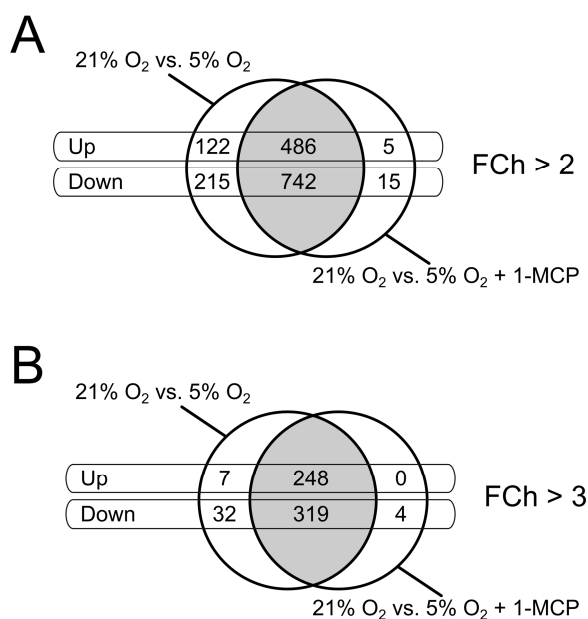 A
21% O₂ vs. 5% O₂
Up 122 486 5
Down 215 742 15
FCh > 2
21% O₂ vs. 5% O₂ + 1-MCP
B
21% O₂ vs. 5% O₂
Up 7 248 0
Down 32 319 4
FCh > 3
21% O₂ vs. 5% O₂ + 1-MCP